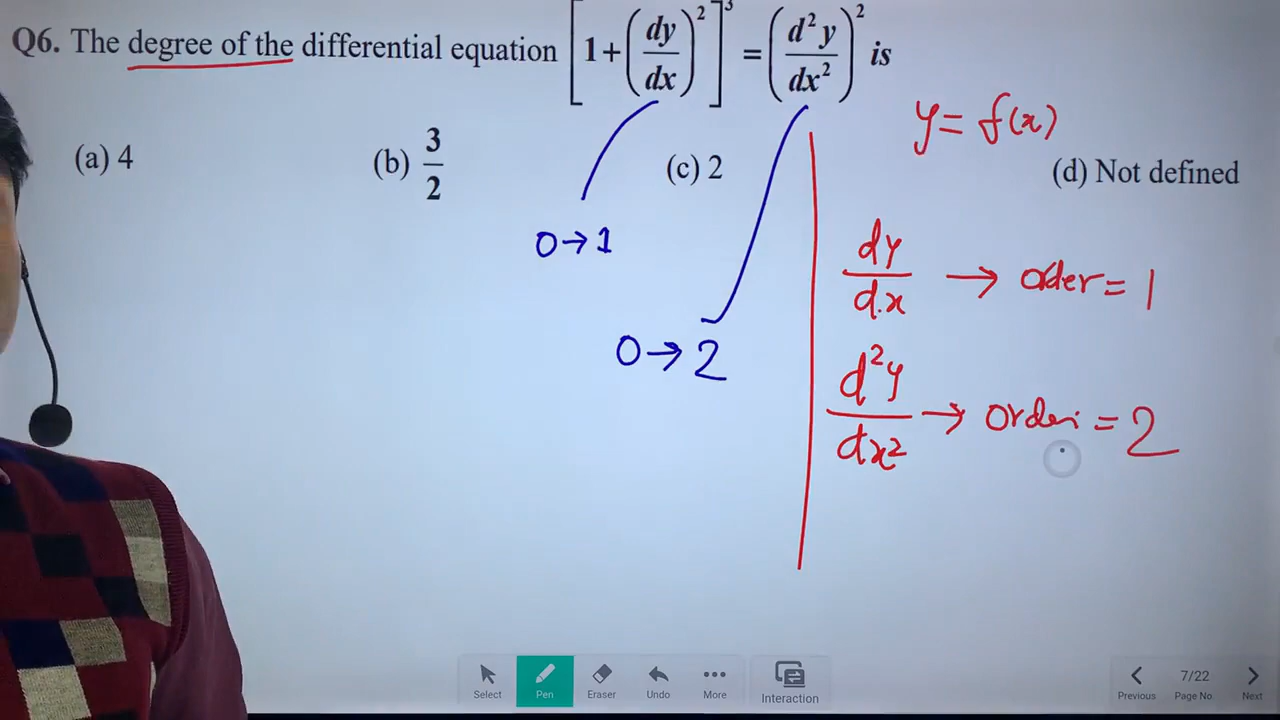 Q6. The degree of the differential equation [1+(dy/dx)²]³ = (d²y/dx²)² is
(a) 4
(b) 3/2
(c) 2
(d) Not defined
y = f(x)
O→1
dy/dx → order = 1
O→2
d²y/dx² → order = 2
Select
Pen
Eraser
Undo
More
Interaction
Previous
7/22
Page No.
Next